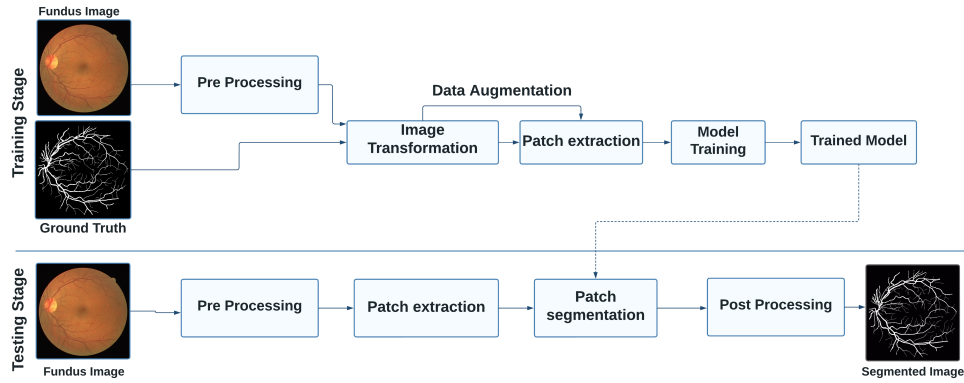 Fundus Image
Training Stage
Pre Processing
Ground Truth
Data Augmentation
Image
Transformation
Patch extraction
Model
Training
Trained Model
Testing Stage
Fundus Image
Pre Processing
Patch extraction
Patch
segmentation
Post Processing
Segmented Image